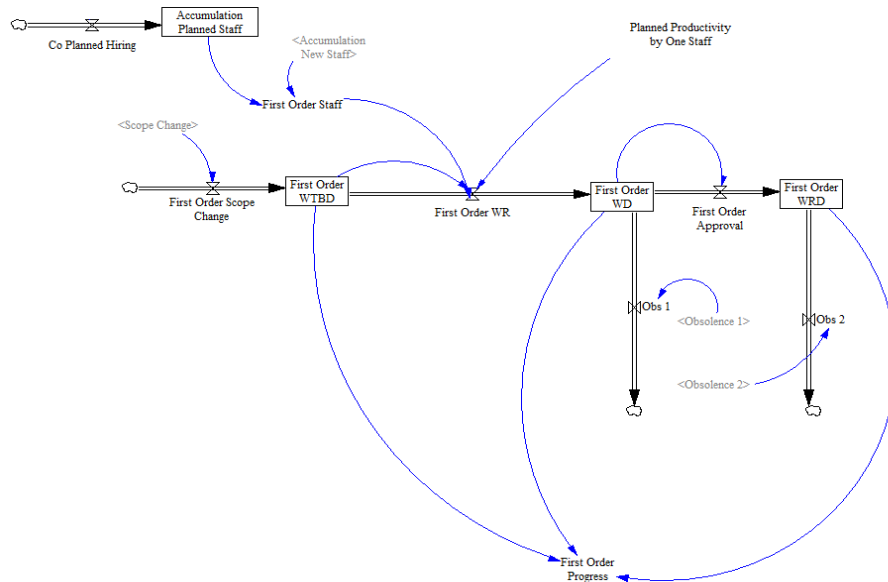 Accumulation
Planned Staff
Co Planned Hiring
<Accumulation
New Staff>
Planned Productivity
by One Staff
First Order Staff
<Scope Change>
First Order Scope
Change
First Order
WTBD
First Order WR
First Order
WD
First Order
Approval
First Order
WRD
Obs 1
<Obsolence 1>
Obs 2
<Obsolence 2>
First Order
Progress